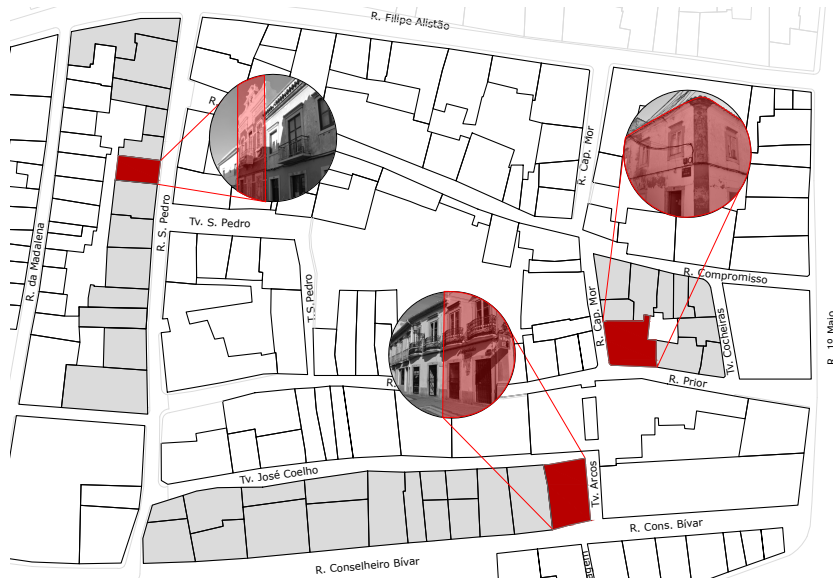 R. Filipe Alistão
R. Cap. Mor
R. S. Pedro
Tv. S. Pedro
R. da Madalena
T.S.Pedro
R. Compromisso
R. Cap. Mor
Tv. Cocheiras
R. 1º Maio
R. Prior
R.
Tv. José Coelho
Tv. Arcos
R. Cons. Bívar
R. Conselheiro Bívar